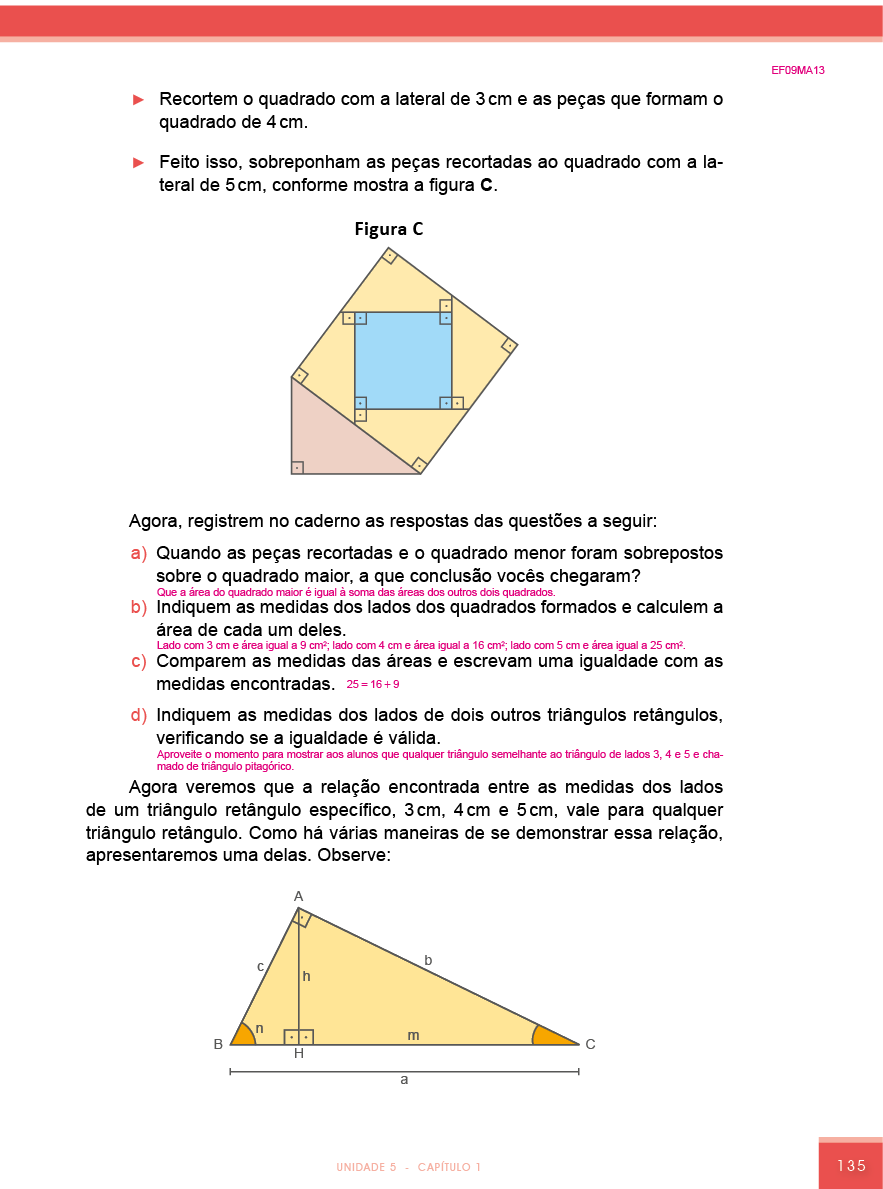 EF09MA13
► Recortem o quadrado com a lateral de 3 cm e as peças que formam o
quadrado de 4 cm.
► Feito isso, sobreponham as peças recortadas ao quadrado com a la-
teral de 5 cm, conforme mostra a figura C.
Figura C
Agora, registrem no caderno as respostas das questões a seguir:
a) Quando as peças recortadas e o quadrado menor foram sobrepostos
sobre o quadrado maior, a que conclusão vocês chegaram?
Que a área do quadrado maior é igual à soma das áreas dos outros dois quadrados.
b) Indiquem as medidas dos lados dos quadrados formados e calculem a
área de cada um deles.
Lado com 3 cm e área igual a 9 cm²; lado com 4 cm e área igual a 16 cm²; lado com 5 cm e área igual a 25 cm².
c) Comparem as medidas das áreas e escrevam uma igualdade com as
medidas encontradas. 25 = 16 + 9
d) Indiquem as medidas dos lados de dois outros triângulos retângulos,
verificando se a igualdade é válida.
Aproveite o momento para mostrar aos alunos que qualquer triângulo semelhante ao triângulo de lados 3, 4 e 5 e cha-
mado de triângulo pitagórico.
Agora veremos que a relação encontrada entre as medidas dos lados
de um triângulo retângulo específico, 3 cm, 4 cm e 5 cm, vale para qualquer
triângulo retângulo. Como há várias maneiras de se demonstrar essa relação,
apresentaremos uma delas. Observe:
A
c
b
h
n
m
B
H
C
a
UNIDADE 5 - CAPÍTULO 1
135